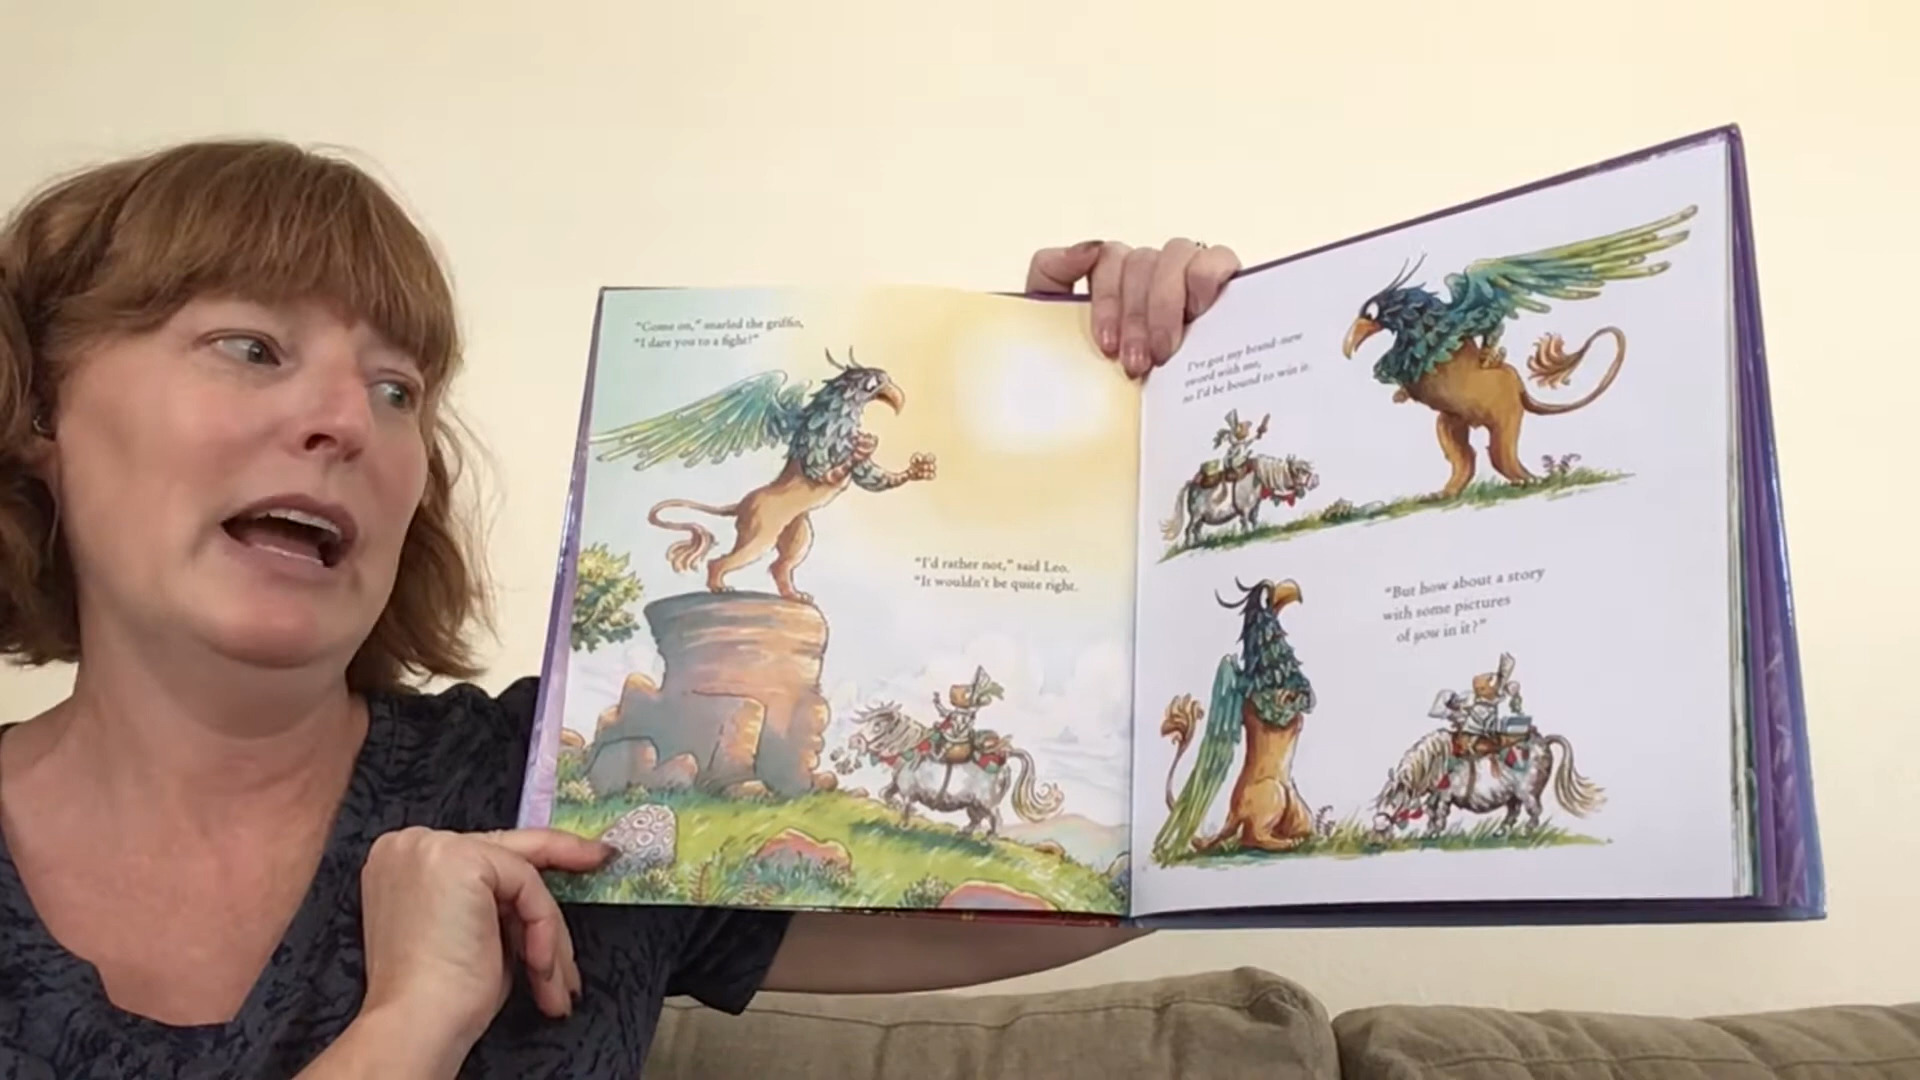 "Come on," snarled the griffin,
"I dare you to a fight!"
"I'd rather not," said Leo.
"It wouldn't be quite right.
I've got my brand-new
sword with me,
so I'd be bound to win it.
"But how about a story
with some pictures
of you in it?"